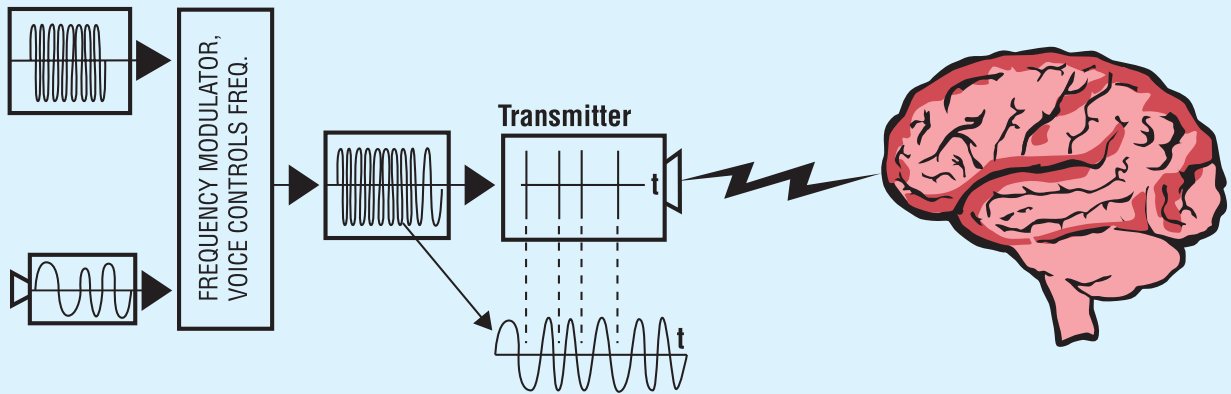 FREQUENCY MODULATOR,
VOICE CONTROLS FREQ.
Transmitter
t
t